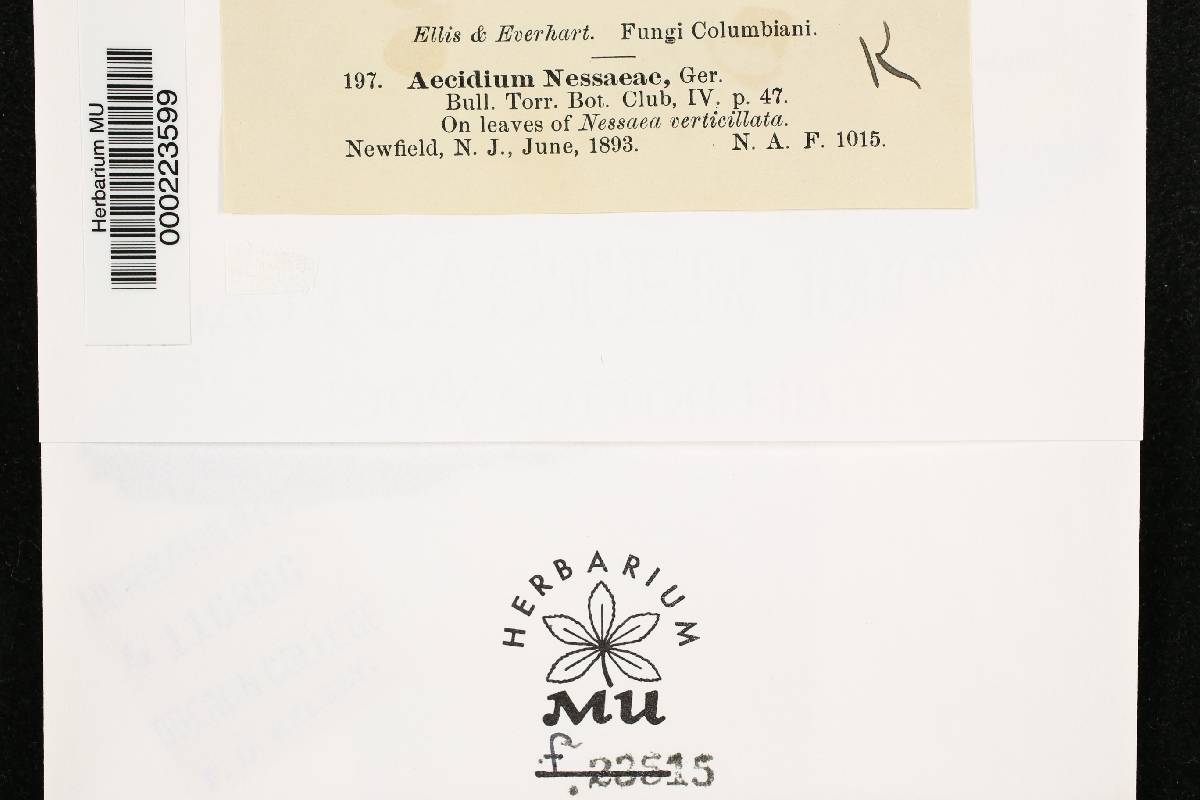 Ellis & Everhart. Fungi Columbiani.
K
197. Aecidium Nessaeae, Ger.
Bull. Torr. Bot. Club, IV. p. 47.
On leaves of Nessaea verticillata.
Newfield, N. J., June, 1893. N. A. F. 1015.
Herbarium MU
000223599
HERBARIUM
MU
f. 23515